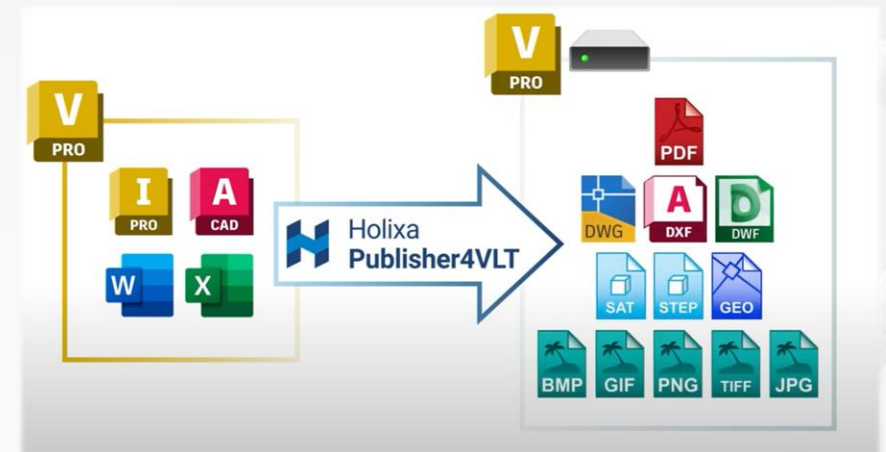 V
PRO
I
PRO
A
CAD
W
X
Holixa
Publisher4VLT
V
PRO
PDF
DWG
A
DXF
D
DWF
SAT
STEP
GEO
BMP
GIF
PNG
TIFF
JPG